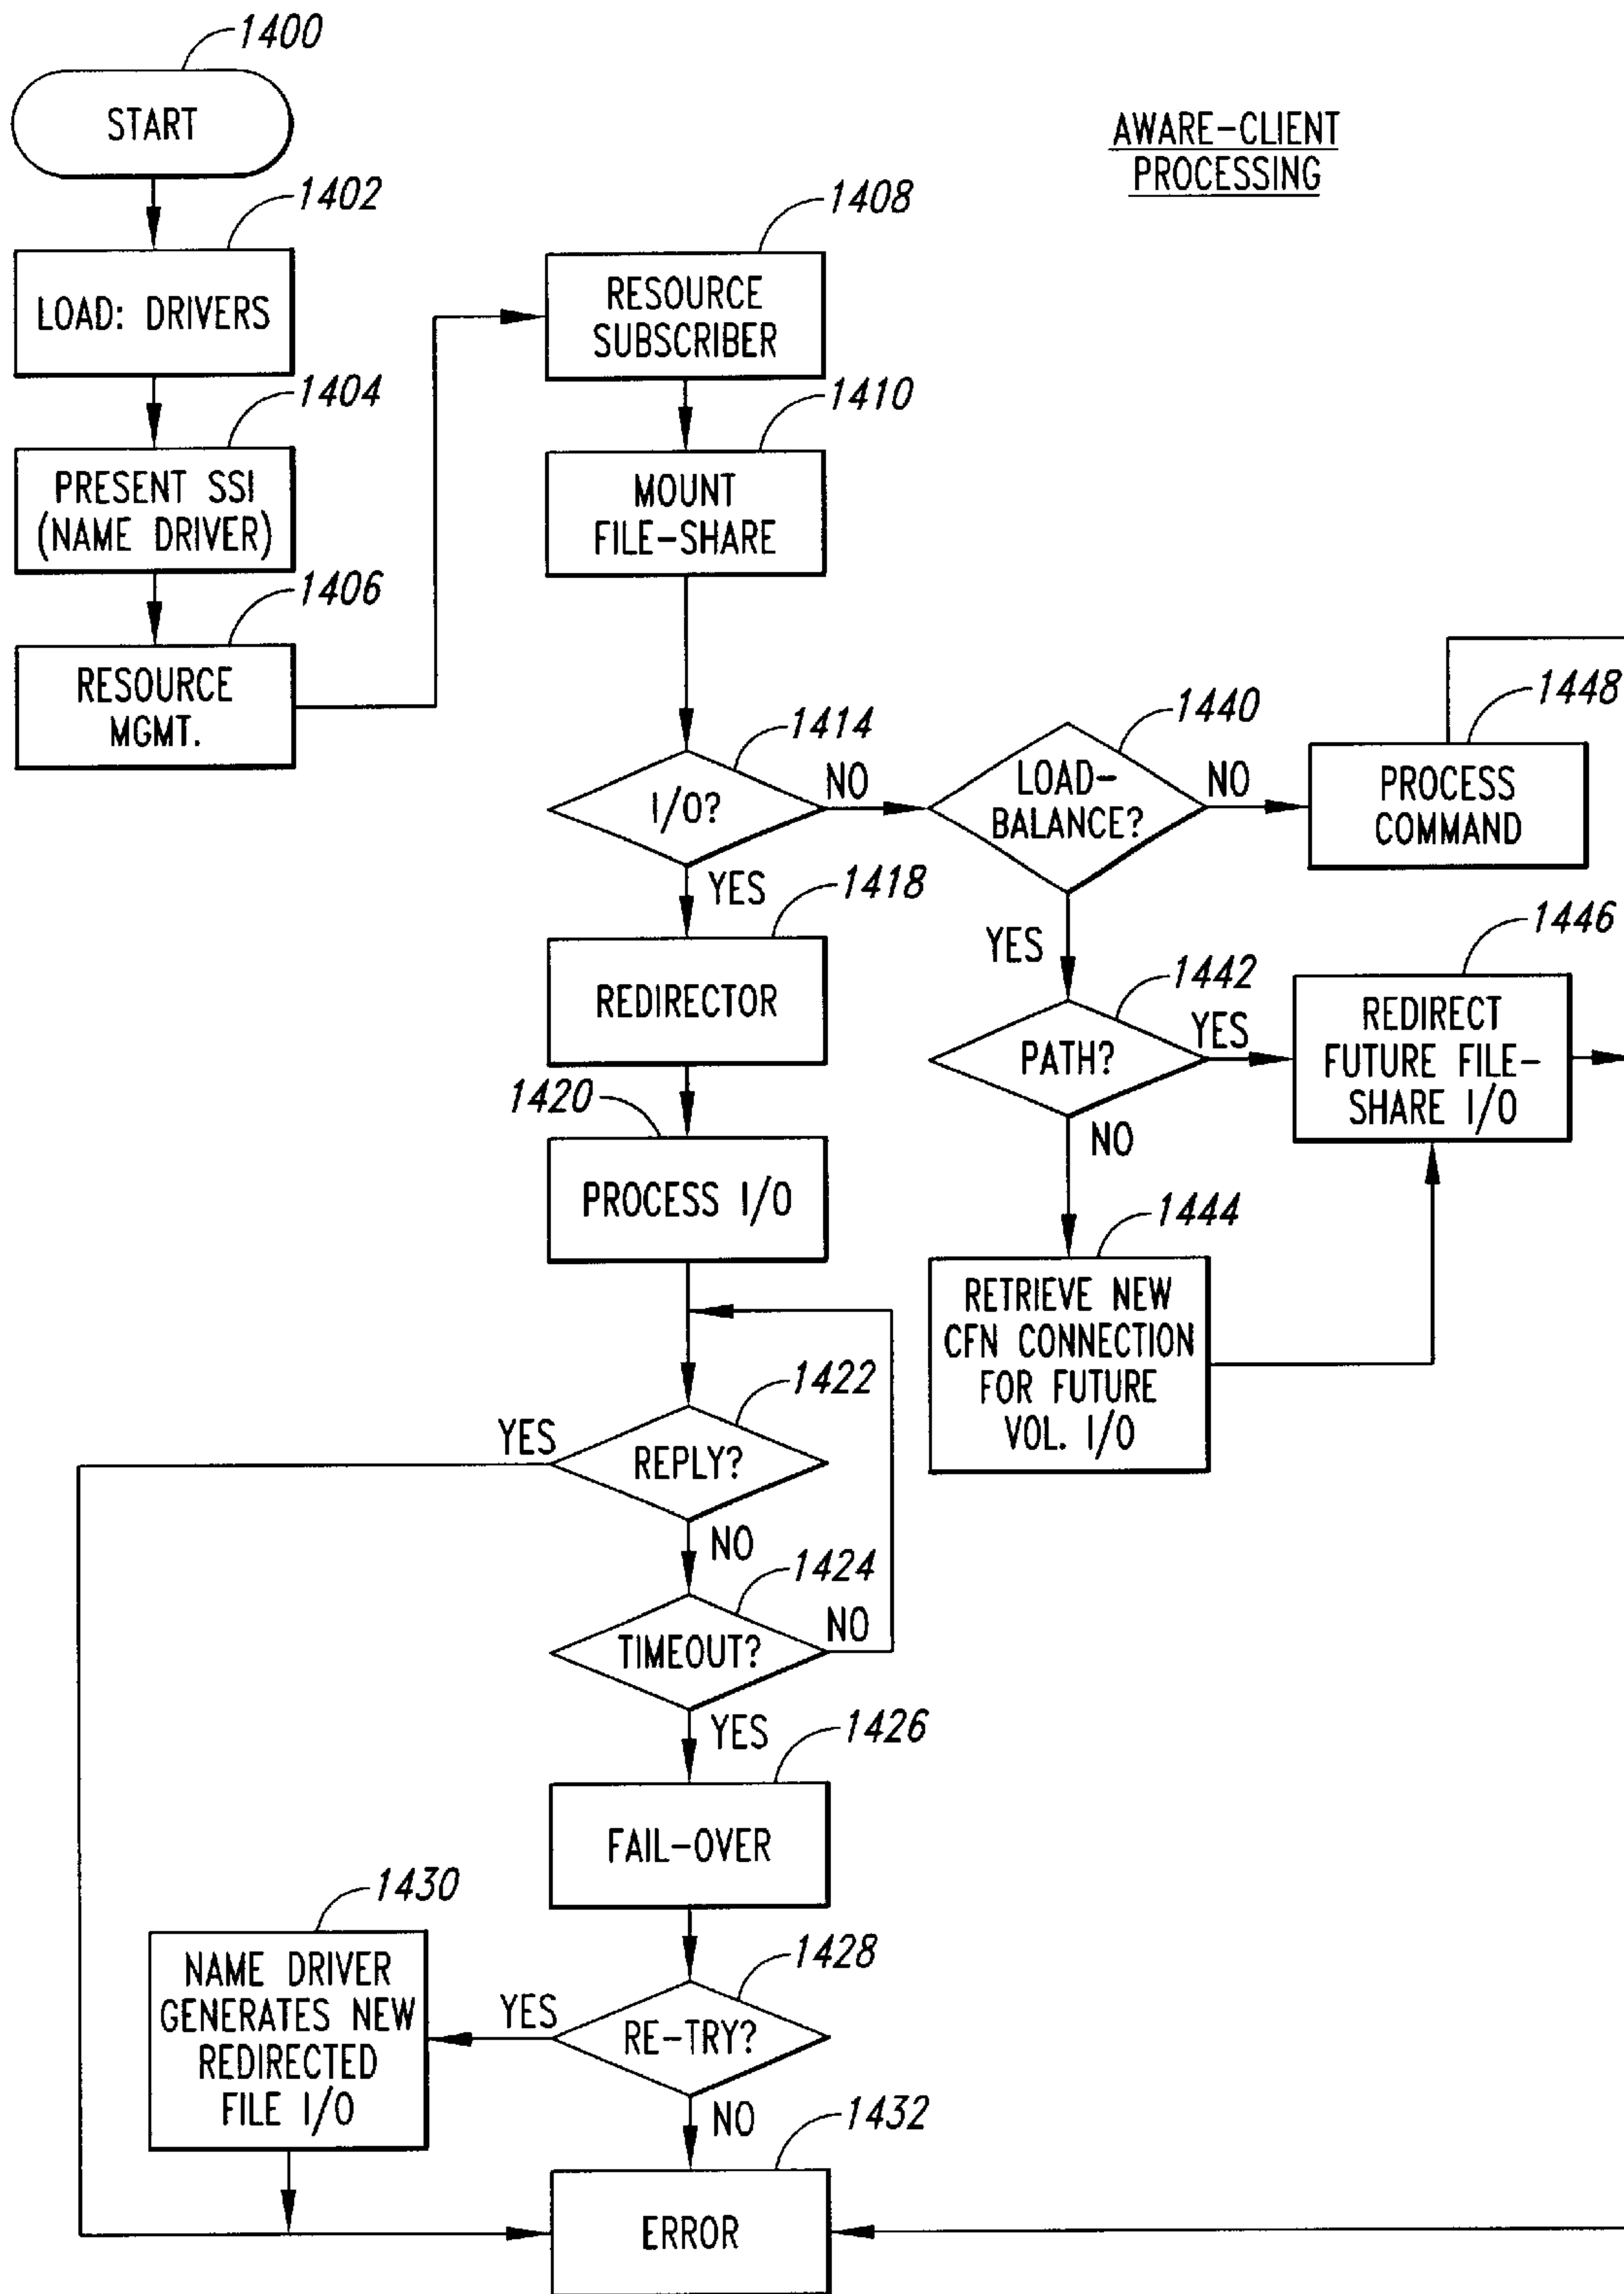 1400
START
AWARE-CLIENT
PROCESSING
1402
LOAD: DRIVERS
1404
PRESENT SSI
(NAME DRIVER)
1406
RESOURCE
MGMT.
1408
RESOURCE
SUBSCRIBER
1410
MOUNT
FILE-SHARE
1414
I/O?
NO
YES
1440
LOAD-
BALANCE?
NO
YES
1448
PROCESS
COMMAND
1418
REDIRECTOR
1442
PATH?
YES
NO
1446
REDIRECT
FUTURE FILE-
SHARE I/O
1420
PROCESS I/O
1444
RETRIEVE NEW
CFN CONNECTION
FOR FUTURE
VOL. I/O
1422
REPLY?
YES
NO
1424
TIMEOUT?
NO
YES
1426
FAIL-OVER
1428
RE-TRY?
YES
NO
1430
NAME DRIVER
GENERATES NEW
REDIRECTED
FILE I/O
1432
ERROR